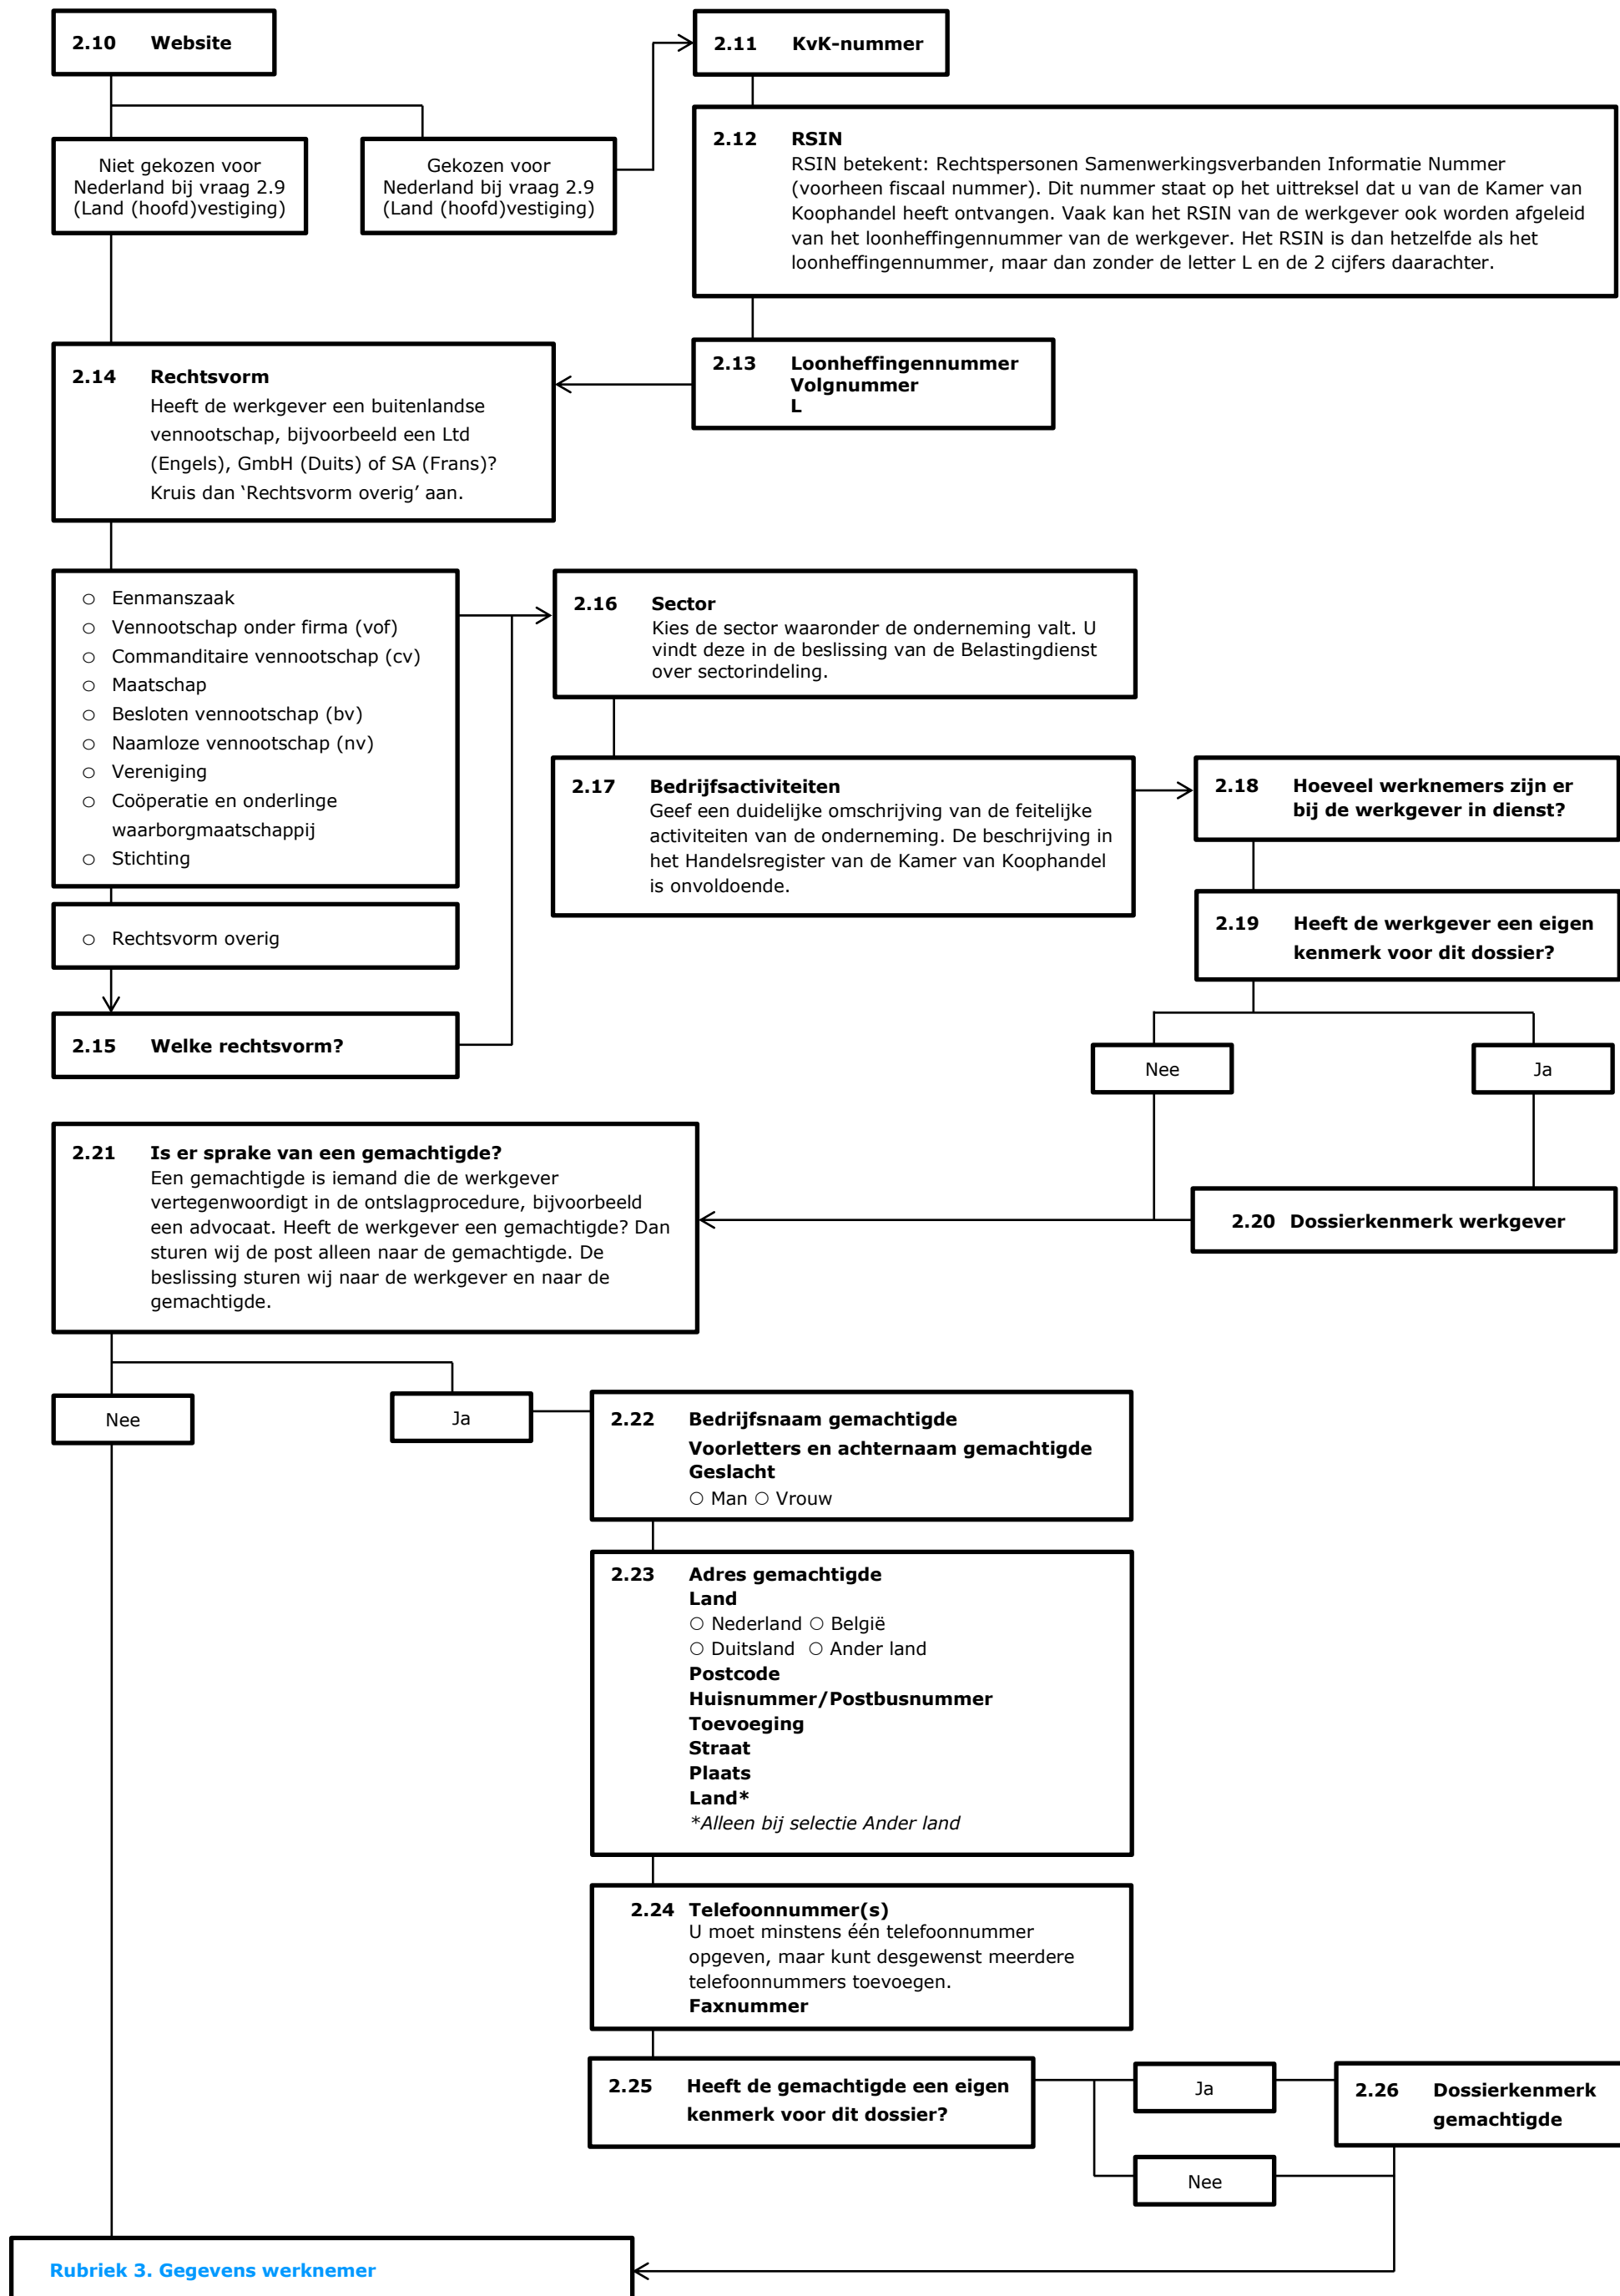 2.10 Website
2.11 KvK-nummer
Niet gekozen voor
Nederland bij vraag 2.9
(Land (hoofd)vestiging)
Gekozen voor
Nederland bij vraag 2.9
(Land (hoofd)vestiging)
2.12 RSIN
RSIN betekent: Rechtspersonen Samenwerkingsverbanden Informatie Nummer
(voorheen fiscaal nummer). Dit nummer staat op het uittreksel dat u van de Kamer van
Koophandel heeft ontvangen. Vaak kan het RSIN van de werkgever ook worden afgeleid
van het loonheffingennummer van de werkgever. Het RSIN is dan hetzelfde als het
loonheffingennummer, maar dan zonder de letter L en de 2 cijfers daarachter.
2.13 Loonheffingennummer
Volgnummer
L
2.14 Rechtsvorm
Heeft de werkgever een buitenlandse
vennootschap, bijvoorbeeld een Ltd
(Engels), GmbH (Duits) of SA (Frans)?
Kruis dan ‘Rechtsvorm overig’ aan.
○ Eenmanszaak
○ Vennootschap onder firma (vof)
○ Commanditaire vennootschap (cv)
○ Maatschap
○ Besloten vennootschap (bv)
○ Naamloze vennootschap (nv)
○ Vereniging
○ Coöperatie en onderlinge
waarborgmaatschappij
○ Stichting
○ Rechtsvorm overig
2.15 Welke rechtsvorm?
2.16 Sector
Kies de sector waaronder de onderneming valt. U
vindt deze in de beslissing van de Belastingdienst
over sectorindeling.
2.17 Bedrijfsactiviteiten
Geef een duidelijke omschrijving van de feitelijke
activiteiten van de onderneming. De beschrijving in
het Handelsregister van de Kamer van Koophandel
is onvoldoende.
2.18 Hoeveel werknemers zijn er
bij de werkgever in dienst?
2.19 Heeft de werkgever een eigen
kenmerk voor dit dossier?
Nee
Ja
2.20 Dossierkenmerk werkgever
2.21 Is er sprake van een gemachtigde?
Een gemachtigde is iemand die de werkgever
vertegenwoordigt in de ontslagprocedure, bijvoorbeeld
een advocaat. Heeft de werkgever een gemachtigde? Dan
sturen wij de post alleen naar de gemachtigde. De
beslissing sturen wij naar de werkgever en naar de
gemachtigde.
Nee
Ja
2.22 Bedrijfsnaam gemachtigde
Voorletters en achternaam gemachtigde
Geslacht
○ Man ○ Vrouw
2.23 Adres gemachtigde
Land
○ Nederland ○ België
○ Duitsland ○ Ander land
Postcode
Huisnummer/Postbusnummer
Toevoeging
Straat
Plaats
Land*
*Alleen bij selectie Ander land
2.24 Telefoonnummer(s)
U moet minstens één telefoonnummer
opgeven, maar kunt desgewenst meerdere
telefoonnummers toevoegen.
Faxnummer
2.25 Heeft de gemachtigde een eigen
kenmerk voor dit dossier?
Ja
Nee
2.26 Dossierkenmerk
gemachtigde
Rubriek 3. Gegevens werknemer